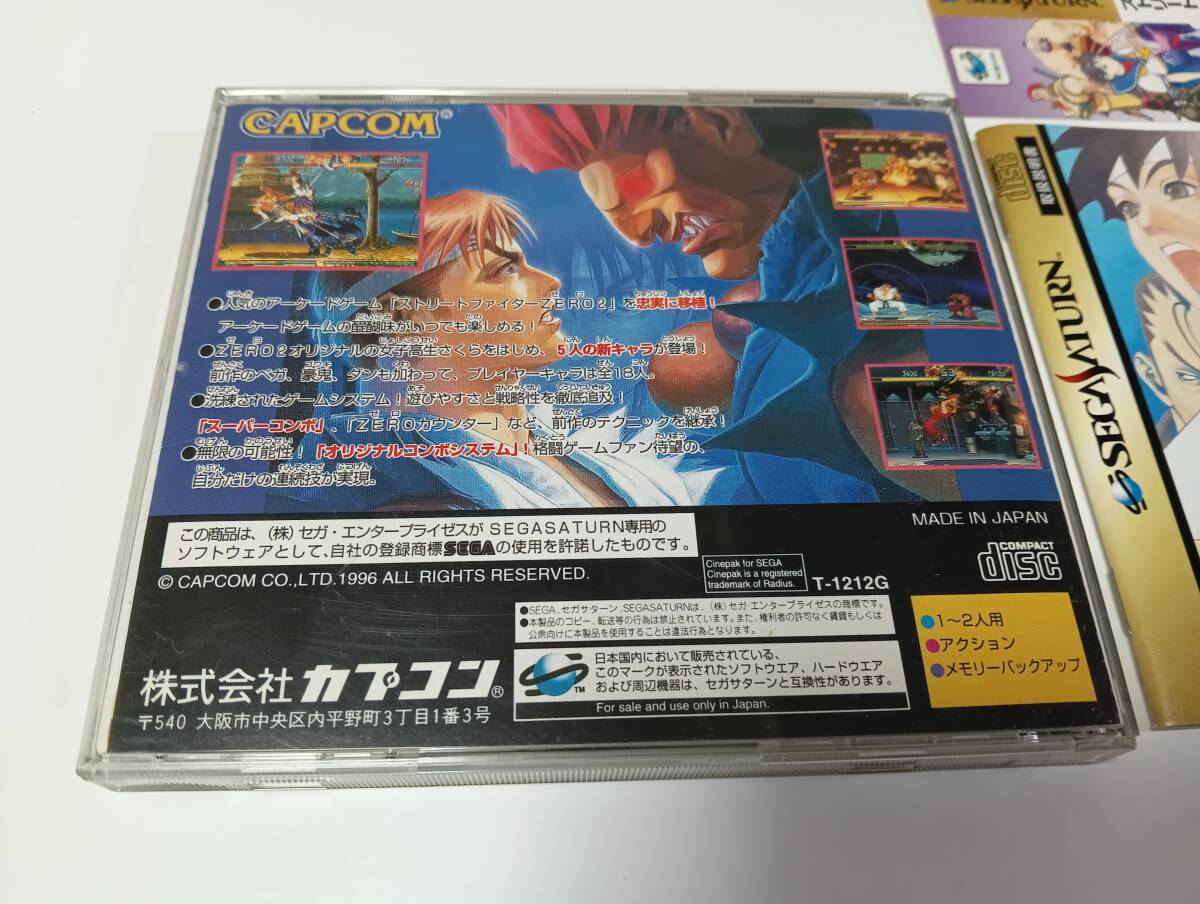 CAPCOM®
●人気のアーケードゲーム、「ストリートファイターZERO2」を忠実に移植!
アーケードゲームの醍醐味がいつでも楽しめる!
●ZERO2オリジナルの女子高生さくらをはじめ、5人の新キャラが登場!
前作のベガ、豪鬼、ダンも加わって、プレイヤーキャラは全18人。
●洗練されたゲームシステム!遊びやすさと戦略性を徹底追及!
「スーパーコンボ」、「ZEROカウンター」など、前作のテクニックを継承!
●無限の可能性!「オリジナルコンボシステム」!格闘ゲームファン待望の、
自分だけの連続技が実現。
この商品は、(株)セガ・エンタープライゼスがSEGASATURN専用の
ソフトウェアとして、自社の登録商標SEGAの使用を許諾したものです。
© CAPCOM CO.,LTD.1996 ALL RIGHTS RESERVED.
Cinepak for SEGA
Cinepak is a registered
trademark of Radius.
T-1212G
MADE IN JAPAN
COMPACT
disc
●SEGA、セガサターン、SEGASATURNは、(株)セガ・エンタープライゼスの商標です。
●本製品のコピー、転送等の行為は禁止されています。また、権利者の許可なく賃貸もしくは
公衆向けに本製品を使用することは違法行為となります。
●1〜2人用
●アクション
●メモリーバックアップ
株式会社カプコン®
〒540 大阪市中央区内平野町3丁目1番3号
TM
日本国内において販売されている、
このマークが表示されたソフトウエア、ハードウエア
および周辺機器は、セガサターンと互換性があります。
For sale and use only in Japan.
disc
取扱説明書
SEGA SATURN™
SEGA SATURN
ストリート